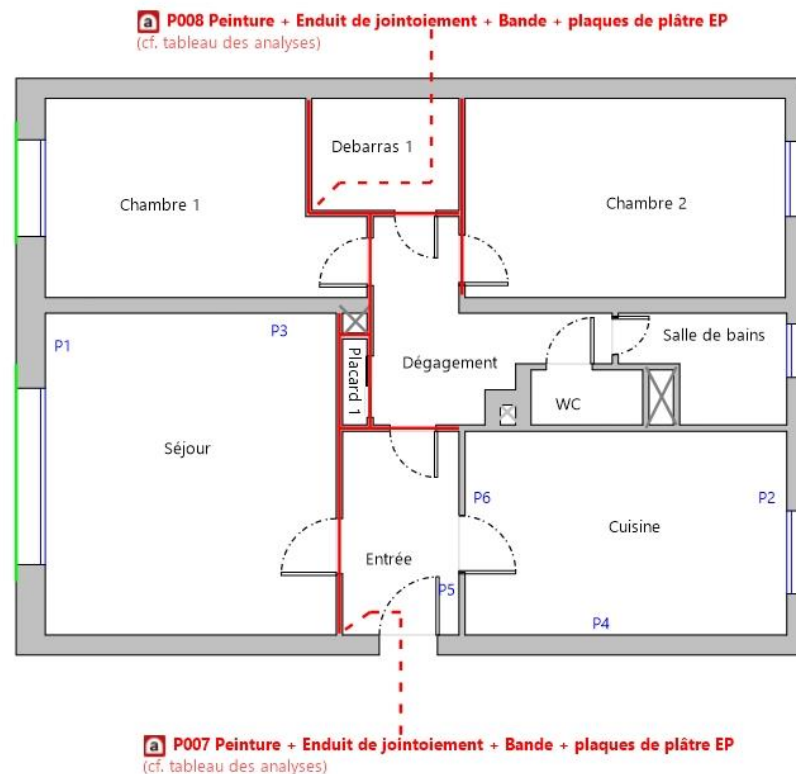 a P008 Peinture + Enduit de jointoiement + Bande + plaques de plâtre EP
(cf. tableau des analyses)
Debarras 1
Chambre 1
Chambre 2
P1
P3
Placard 1
Dégagement
Salle de bains
WC
Séjour
P6
P2
Cuisine
Entrée
P5
P4
a P007 Peinture + Enduit de jointoiement + Bande + plaques de plâtre EP
(cf. tableau des analyses)